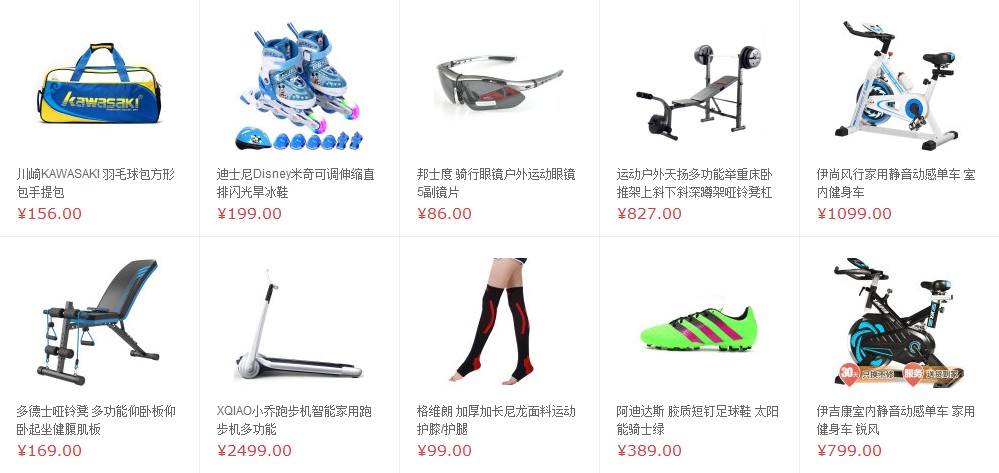 Kawasaki
川崎KAWASAKI 羽毛球包方形
包手提包
¥156.00
迪士尼Disney米奇可调伸缩直
排闪光旱冰鞋
¥199.00
邦士度 骑行眼镜户外运动眼镜
5副镜片
¥86.00
运动户外天扬多功能举重床卧
推架上斜下斜深蹲架哑铃凳杠
¥827.00
伊尚风行家用静音动感单车 室
内健身车
¥1099.00
30天 只换不修 服务 送货到家
多德士哑铃凳 多功能仰卧板仰
卧起坐健腹肌板
¥169.00
XQIAO小乔跑步机智能家用跑
步机多功能
¥2499.00
格维朗 加厚加长尼龙面料运动
护膝/护腿
¥99.00
阿迪达斯 胶质短钉足球鞋 太阳
能骑士绿
¥389.00
伊吉康室内静音动感单车 家用
健身车 锐风
¥799.00